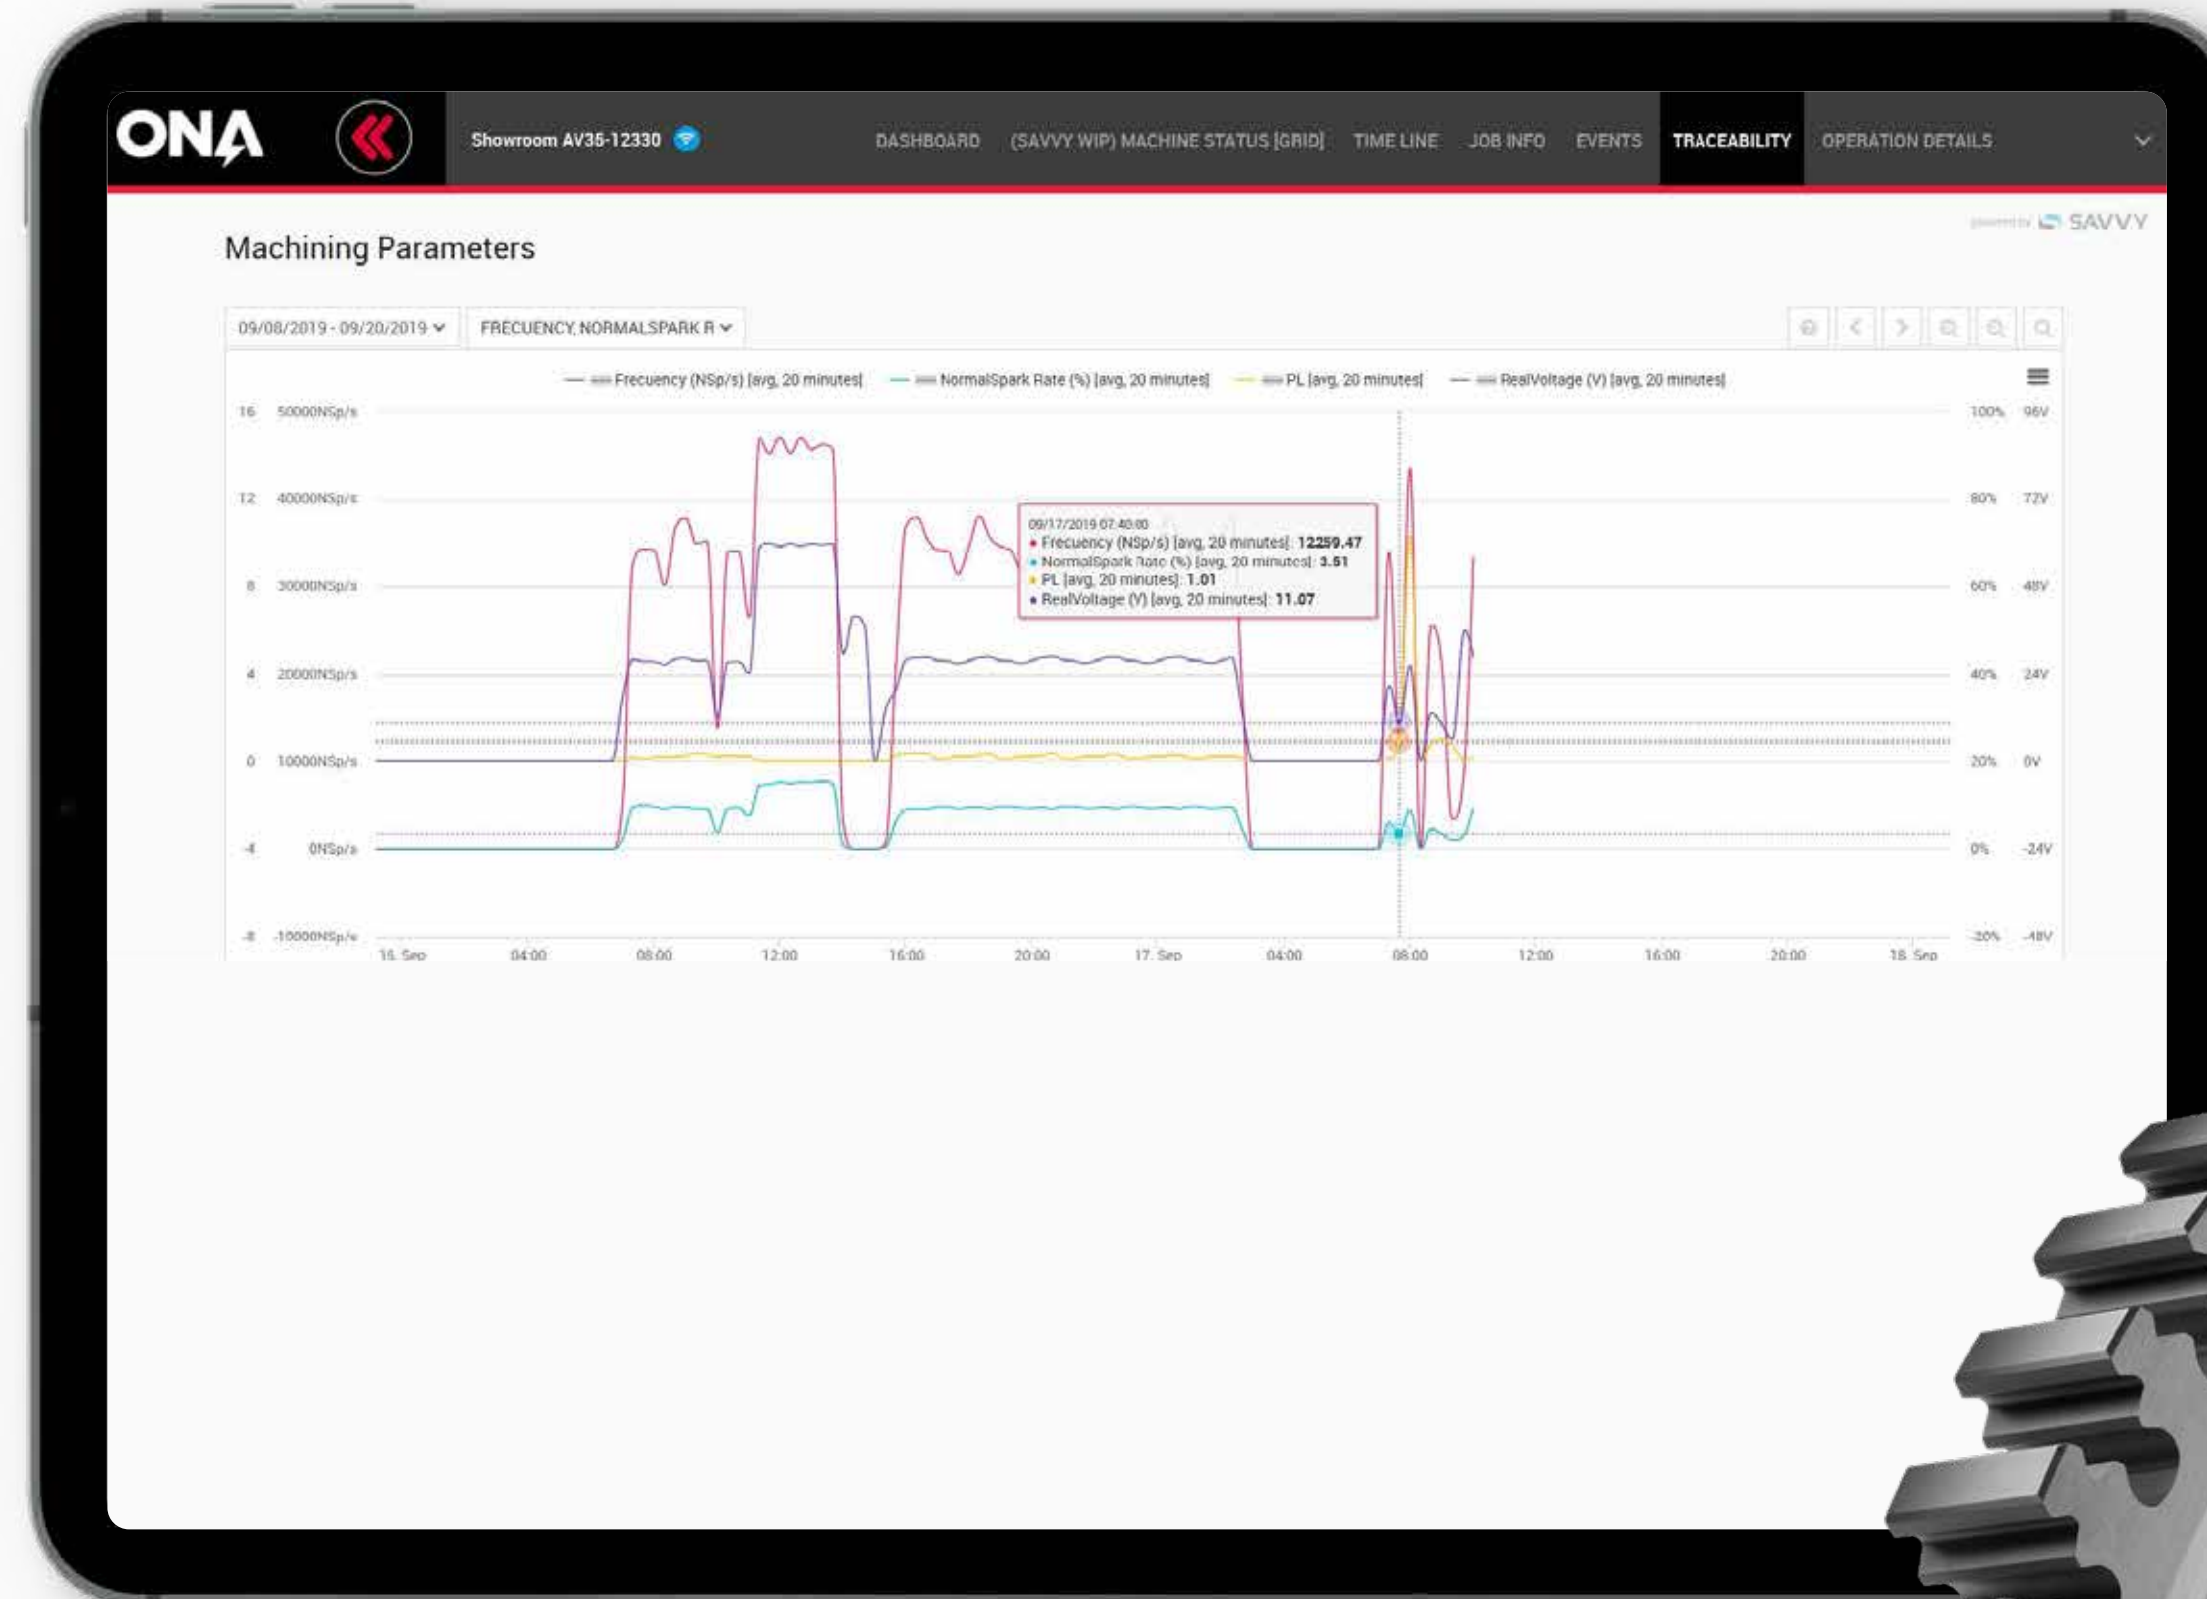 ONA
Showroom AV35-12330
DASHBOARD (SAVVY WIP) MACHINE STATUS [GRID] TIME LINE JOB INFO EVENTS TRACEABILITY OPERATION DETAILS
powered by SAVVY
Machining Parameters
09/08/2019 - 09/20/2019 FRECUENCY, NORMALSPARK R
Frecuency (NSp/s) [avg, 20 minutes] NormalSpark Rate (%) [avg, 20 minutes] PL [avg, 20 minutes] RealVoltage (V) [avg, 20 minutes]
16 50000NSp/s 100% 96V
12 40000NSp/s 80% 72V
09/17/2019 07:40:00
Frecuency (NSp/s) [avg, 20 minutes]: 12259.47
NormalSpark Rate (%) [avg, 20 minutes]: 3.51
PL [avg, 20 minutes]: 1.01
RealVoltage (V) [avg, 20 minutes]: 11.07
8 30000NSp/s 60% 48V
4 20000NSp/s 40% 24V
0 10000NSp/s 20% 0V
-4 0NSp/s 0% -24V
-8 -10000NSp/s -20% -48V
16. Sep 04:00 08:00 12:00 16:00 20:00 17. Sep 04:00 08:00 12:00 16:00 20:00 18. Sep